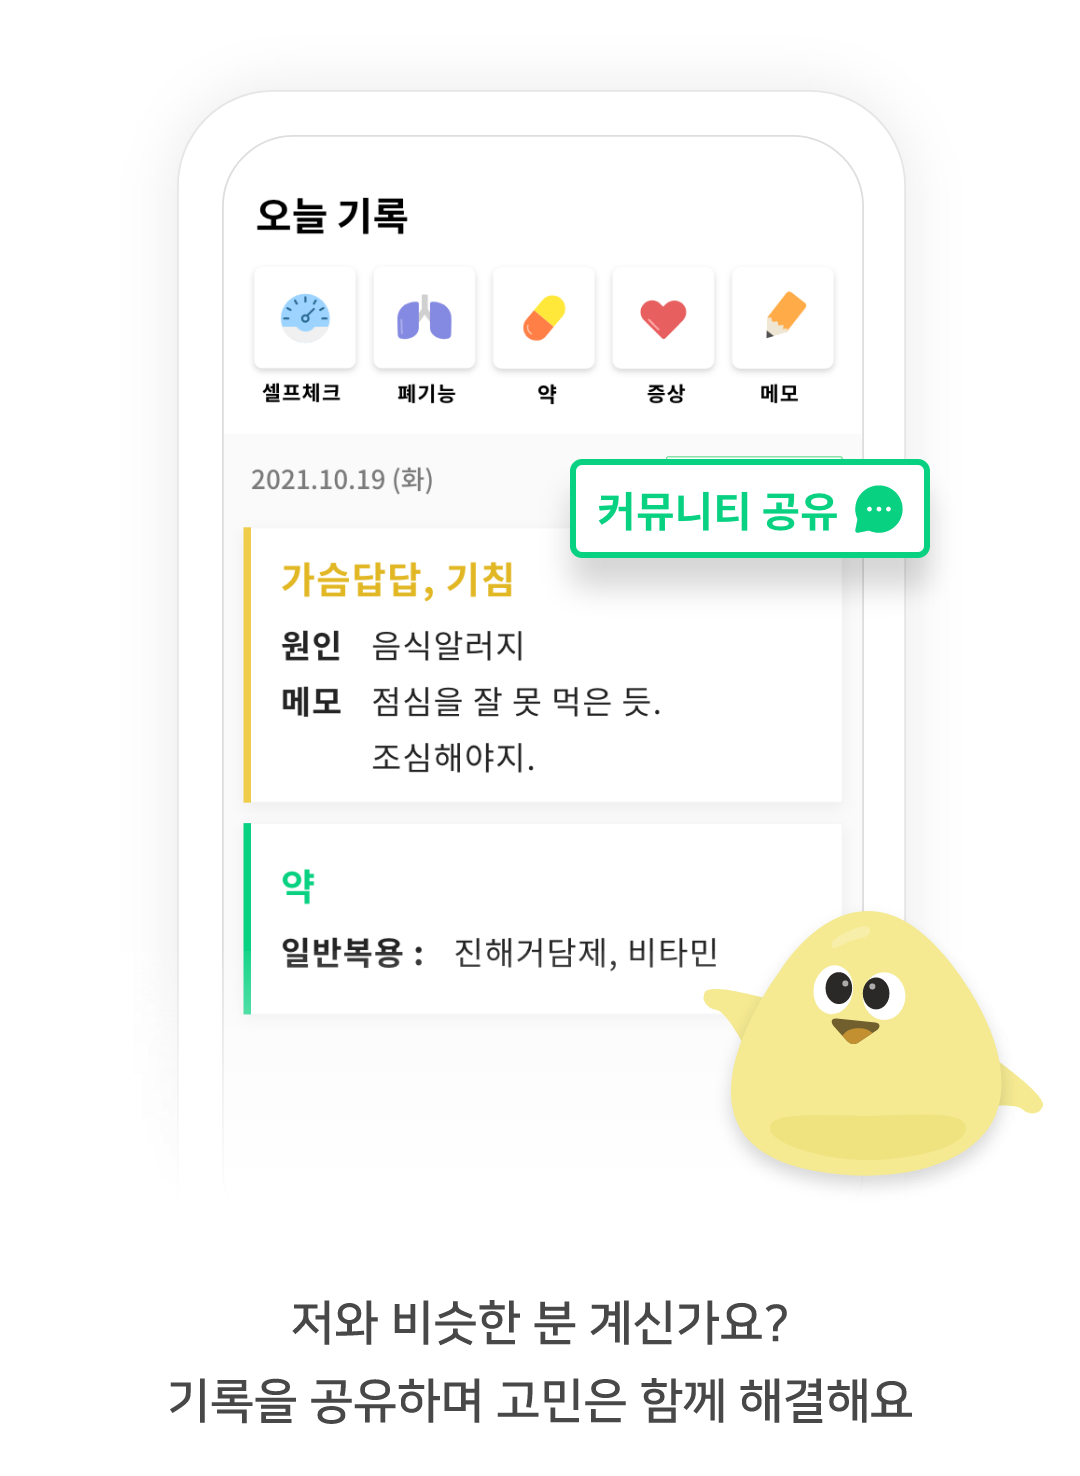 오늘 기록
셀프체크
폐기능
약
증상
메모
2021.10.19 (화)
커뮤니티 공유
가슴답답, 기침
원인 음식알러지
메모 점심을 잘 못 먹은 듯.
조심해야지.
약
일반복용 : 진해거담제, 비타민
저와 비슷한 분 계신가요?
기록을 공유하며 고민은 함께 해결해요